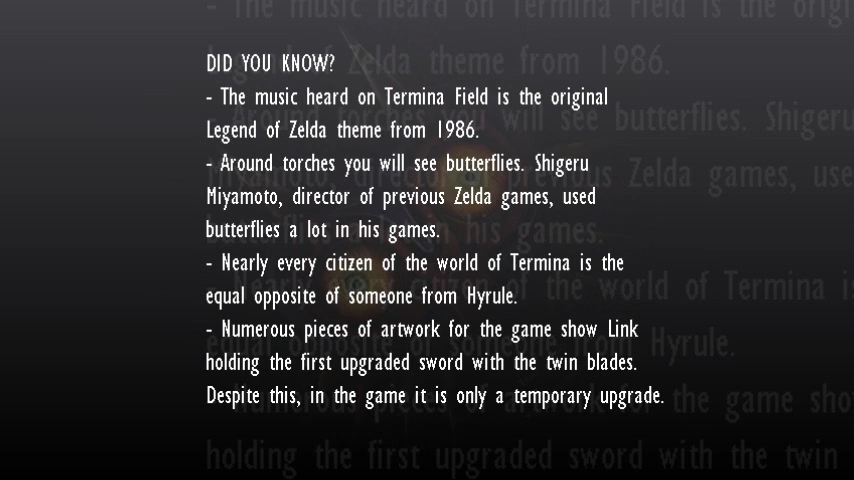 DID YOU KNOW?
- The music heard on Termina Field is the original
Legend of Zelda theme from 1986.
- Around torches you will see butterflies. Shigeru
Miyamoto, director of previous Zelda games, used
butterflies a lot in his games.
- Nearly every citizen of the world of Termina is the
equal opposite of someone from Hyrule.
- Numerous pieces of artwork for the game show Link
holding the first upgraded sword with the twin blades.
Despite this, in the game it is only a temporary upgrade.